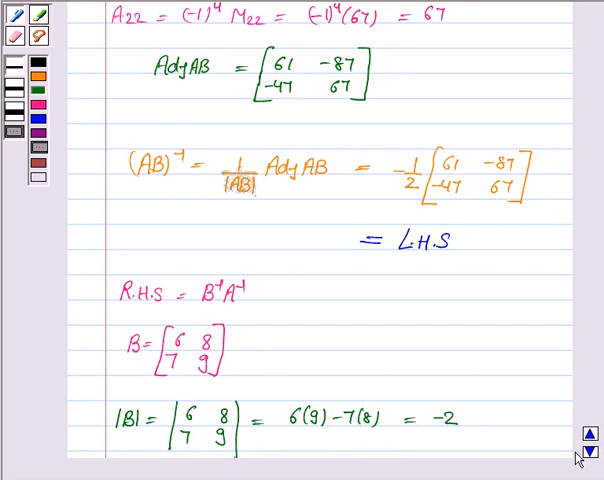 A22 = (-1)^4 M22 = (-1)^4 (67) = 67
Adj AB = [61 -87
-47 67]
(AB)^-1 = 1/|AB| Adj AB = -1/2 [61 -87
-47 67]
= L.H.S
R.H.S = B^-1 A^-1
B = [6 8
7 9]
|B| = |6 8
7 9| = 6(9) - 7(8) = -2